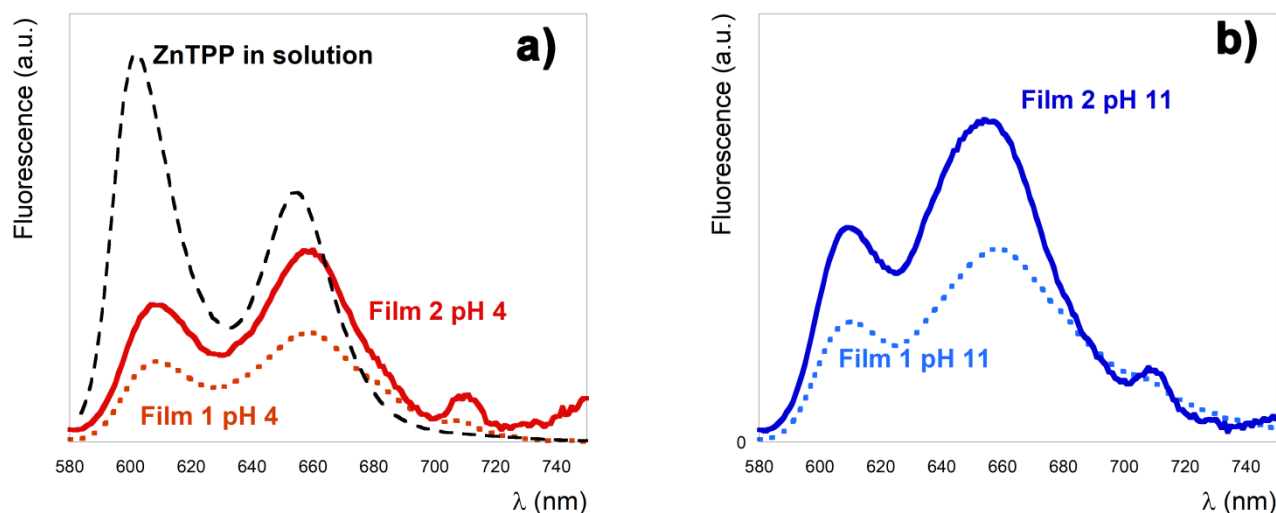 a)
Fluorescence (a.u.)
ZnTPP in solution
Film 2 pH 4
Film 1 pH 4
580 600 620 640 660 680 700 720 740
λ (nm)
b)
Fluorescence (a.u.)
Film 2 pH 11
Film 1 pH 11
0
580 600 620 640 660 680 700 720 740
λ (nm)